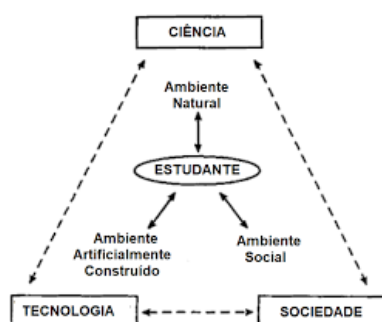 CIÊNCIA
Ambiente
Natural
ESTUDANTE
Ambiente
Artificialmente
Construído
Ambiente
Social
TECNOLOGIA
SOCIEDADE